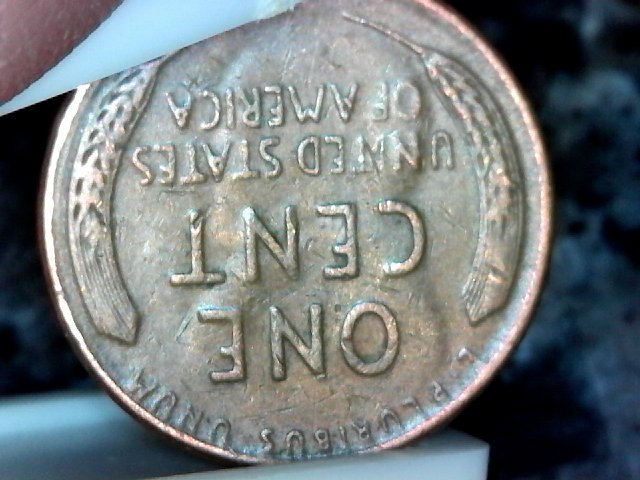 E PLURIBUS UNUM
ONE
CENT
UNITED STATES
OF AMERICA